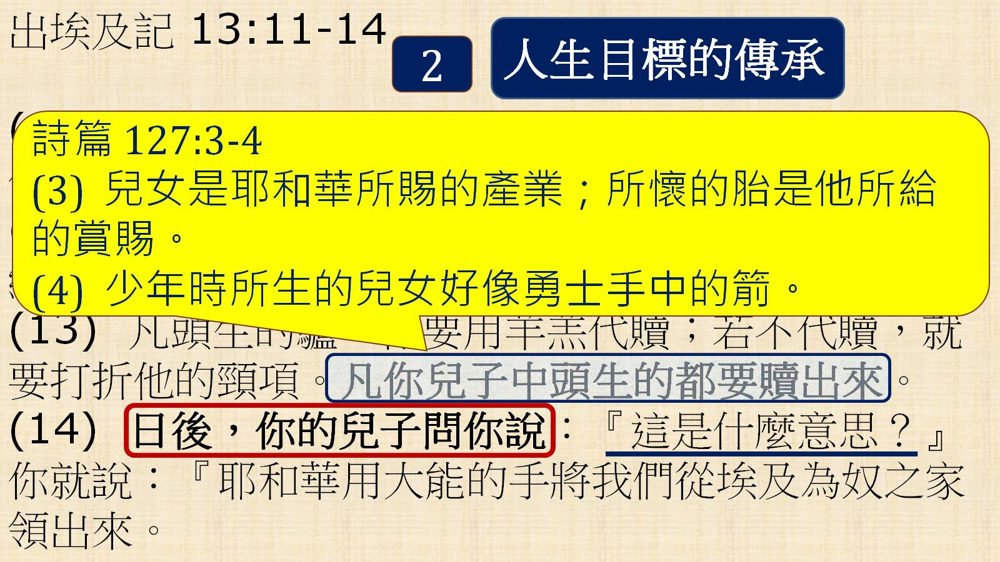 出埃及記 13:11-14
2
人生目標的傳承
詩篇 127:3-4
(3) 兒女是耶和華所賜的產業；所懷的胎是他所給
的賞賜。
(4) 少年時所生的兒女好像勇士手中的箭。
(13) 凡頭生的驢 要用羊羔代贖；若不代贖，就
要打折他的頸項。凡你兒子中頭生的都要贖出來。
(14) 日後，你的兒子問你說：『這是什麼意思？』
你就說：『耶和華用大能的手將我們從埃及為奴之家
領出來。